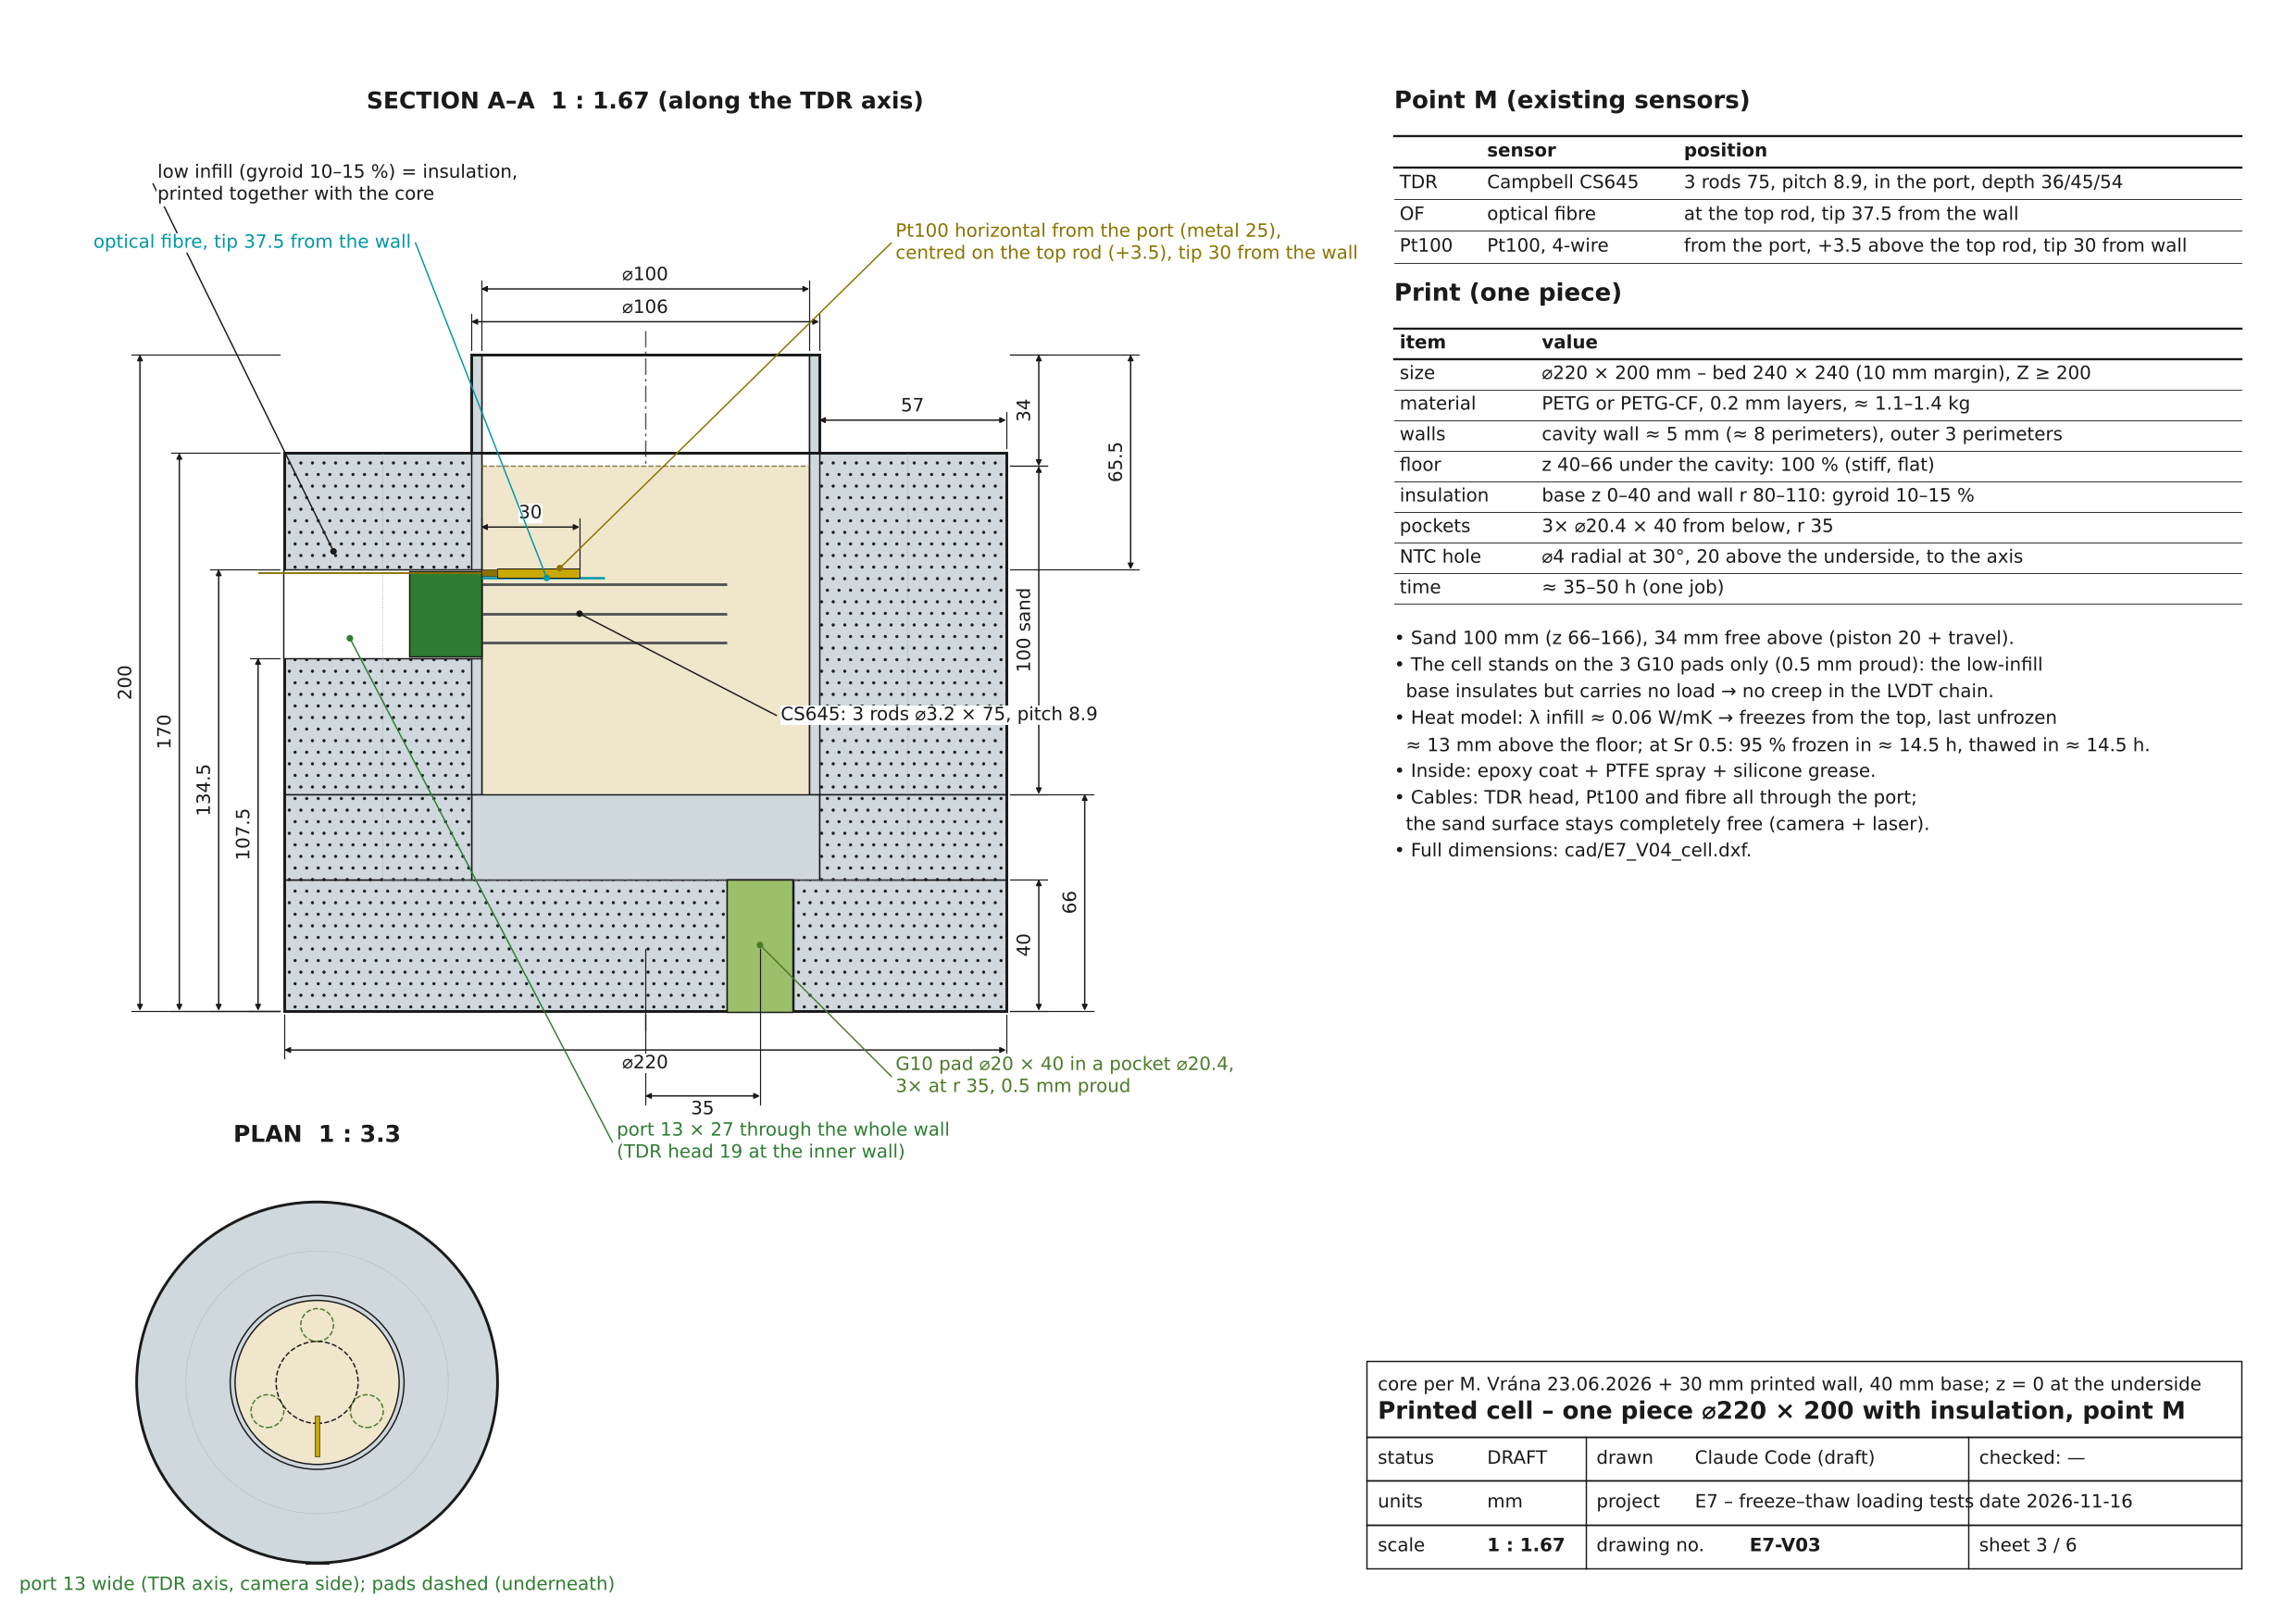 SECTION A–A  1 : 1.67 (along the TDR axis)
low infill (gyroid 10–15 %) = insulation,
printed together with the core
optical fibre, tip 37.5 from the wall
Pt100 horizontal from the port (metal 25),
centred on the top rod (+3.5), tip 30 from the wall
⌀100
⌀106
57
34
65.5
30
100 sand
200
170
134.5
107.5
CS645: 3 rods ⌀3.2 × 75, pitch 8.9
66
40
⌀220
35
G10 pad ⌀20 × 40 in a pocket ⌀20.4,
3× at r 35, 0.5 mm proud
port 13 × 27 through the whole wall
(TDR head 19 at the inner wall)
PLAN  1 : 3.3
port 13 wide (TDR axis, camera side); pads dashed (underneath)
Point M (existing sensors)
sensor position
TDR Campbell CS645 3 rods 75, pitch 8.9, in the port, depth 36/45/54
OF optical fibre at the top rod, tip 37.5 from the wall
Pt100 Pt100, 4-wire from the port, +3.5 above the top rod, tip 30 from wall
Print (one piece)
item value
size ⌀220 × 200 mm – bed 240 × 240 (10 mm margin), Z ≥ 200
material PETG or PETG-CF, 0.2 mm layers, ≈ 1.1–1.4 kg
walls cavity wall ≈ 5 mm (≈ 8 perimeters), outer 3 perimeters
floor z 40–66 under the cavity: 100 % (stiff, flat)
insulation base z 0–40 and wall r 80–110: gyroid 10–15 %
pockets 3× ⌀20.4 × 40 from below, r 35
NTC hole ⌀4 radial at 30°, 20 above the underside, to the axis
time ≈ 35–50 h (one job)
• Sand 100 mm (z 66–166), 34 mm free above (piston 20 + travel).
• The cell stands on the 3 G10 pads only (0.5 mm proud): the low-infill
base insulates but carries no load → no creep in the LVDT chain.
• Heat model: λ infill ≈ 0.06 W/mK → freezes from the top, last unfrozen
≈ 13 mm above the floor; at Sr 0.5: 95 % frozen in ≈ 14.5 h, thawed in ≈ 14.5 h.
• Inside: epoxy coat + PTFE spray + silicone grease.
• Cables: TDR head, Pt100 and fibre all through the port;
the sand surface stays completely free (camera + laser).
• Full dimensions: cad/E7_V04_cell.dxf.
core per M. Vrána 23.06.2026 + 30 mm printed wall, 40 mm base; z = 0 at the underside
Printed cell – one piece ⌀220 × 200 with insulation, point M
status DRAFT drawn Claude Code (draft) checked: —
units mm project E7 – freeze–thaw loading tests date 2026-11-16
scale 1 : 1.67 drawing no. E7-V03 sheet 3 / 6